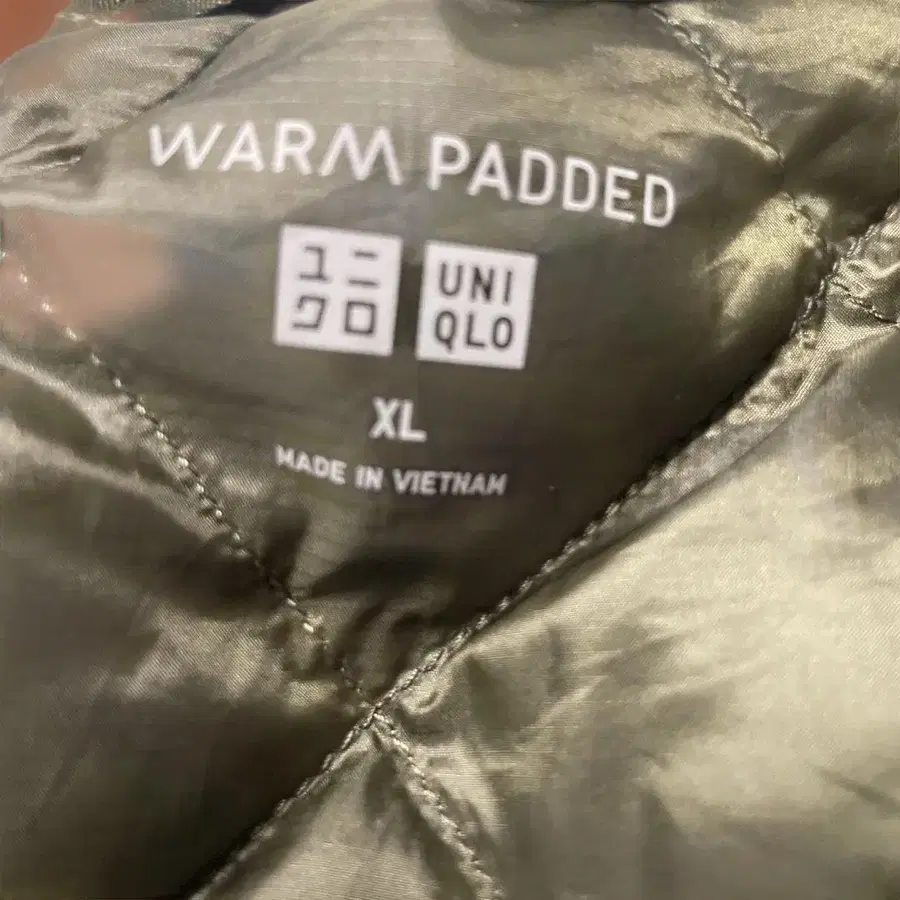 WARM PADDED
ユニ UNI
クロ QLO
XL
MADE IN VIETNAM